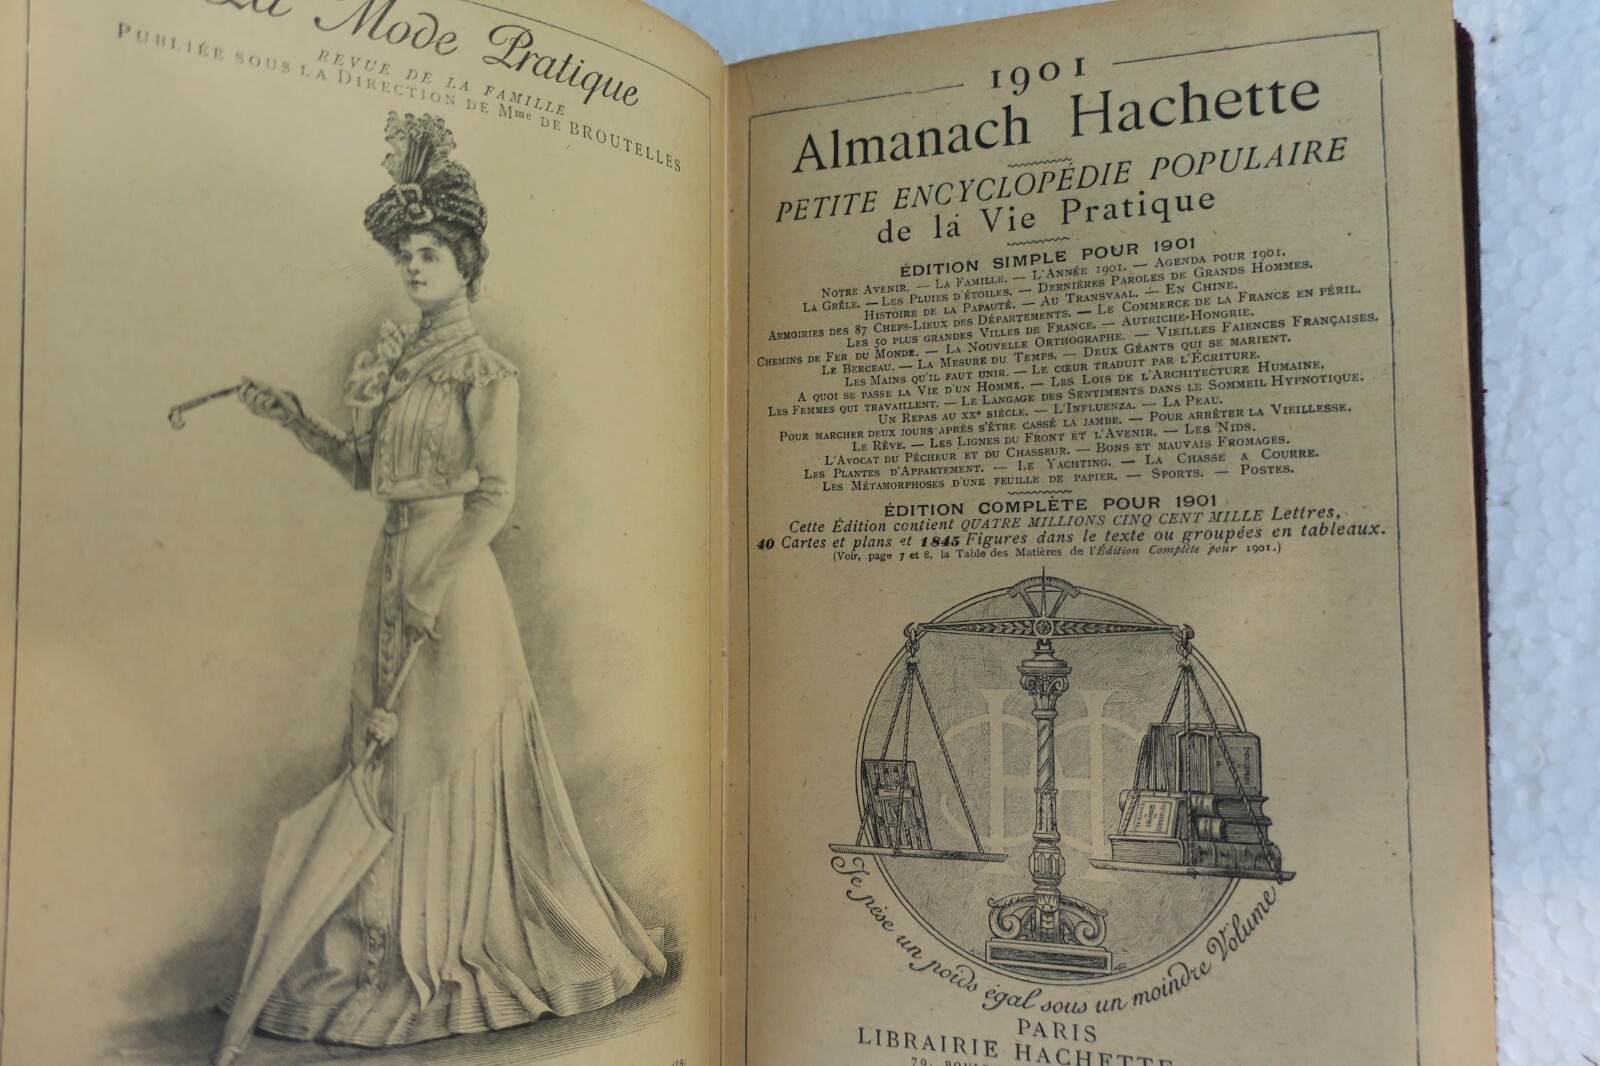 La Mode Pratique
REVUE DE LA FAMILLE
PUBLIÉE SOUS LA DIRECTION DE Mme DE BROUTELLES
1901
Almanach Hachette
PETITE ENCYCLOPÉDIE POPULAIRE
de la Vie Pratique
ÉDITION SIMPLE POUR 1901
NOTRE AVENIR. — LA FAMILLE. — L'ANNÉE 1901. — AGENDA POUR 1901.
LA GRÊLE. — LES PLUIES D'ÉTOILES. — DERNIÈRES PAROLES DE GRANDS HOMMES.
HISTOIRE DE LA PAPAUTÉ. — AU TRANSVAAL. — EN CHINE.
ARMOIRIES DES 87 CHEFS-LIEUX DES DÉPARTEMENTS. — LE COMMERCE DE LA FRANCE EN PÉRIL.
LES 50 PLUS GRANDES VILLES DE FRANCE. — AUTRICHE-HONGRIE.
CHEMINS DE FER DU MONDE. — LA NOUVELLE ORTHOGRAPHE. — VIEILLES FAIENCES FRANÇAISES.
LE BERCEAU. — LA MESURE DU TEMPS. — DEUX GÉANTS QUI SE MARIENT.
LES MAINS QU'IL FAUT UNIR. — LE CŒUR TRADUIT PAR L'ÉCRITURE.
A QUOI SE PASSE LA VIE D'UN HOMME. — LES LOIS DE L'ARCHITECTURE HUMAINE.
LES FEMMES QUI TRAVAILLENT. — LE LANGAGE DES SENTIMENTS DANS LE SOMMEIL HYPNOTIQUE.
UN REPAS AU XXe SIÈCLE. — L'INFLUENZA. — LA PEAU.
POUR MARCHER DEUX JOURS APRÈS S'ÊTRE CASSÉ LA JAMBE. — POUR ARRÊTER LA VIEILLESSE.
LE RÊVE. — LES LIGNES DU FRONT ET L'AVENIR. — LES NIDS.
L'AVOCAT DU PÊCHEUR ET DU CHASSEUR. — BONS ET MAUVAIS FROMAGES.
LES PLANTES D'APPARTEMENT. — LE YACHTING. — LA CHASSE A COURRE.
LES MÉTAMORPHOSES D'UNE FEUILLE DE PAPIER. — SPORTS. — POSTES.
ÉDITION COMPLÈTE POUR 1901
Cette Édition contient QUATRE MILLIONS CINQ CENT MILLE Lettres,
40 Cartes et plans et 1845 Figures dans le texte ou groupées en tableaux.
(Voir, page 7 et 8, la Table des Matières de l'Édition Complète pour 1901.)
Je pèse un poids égal sous un moindre Volume
PARIS
LIBRAIRIE HACHETTE
79,